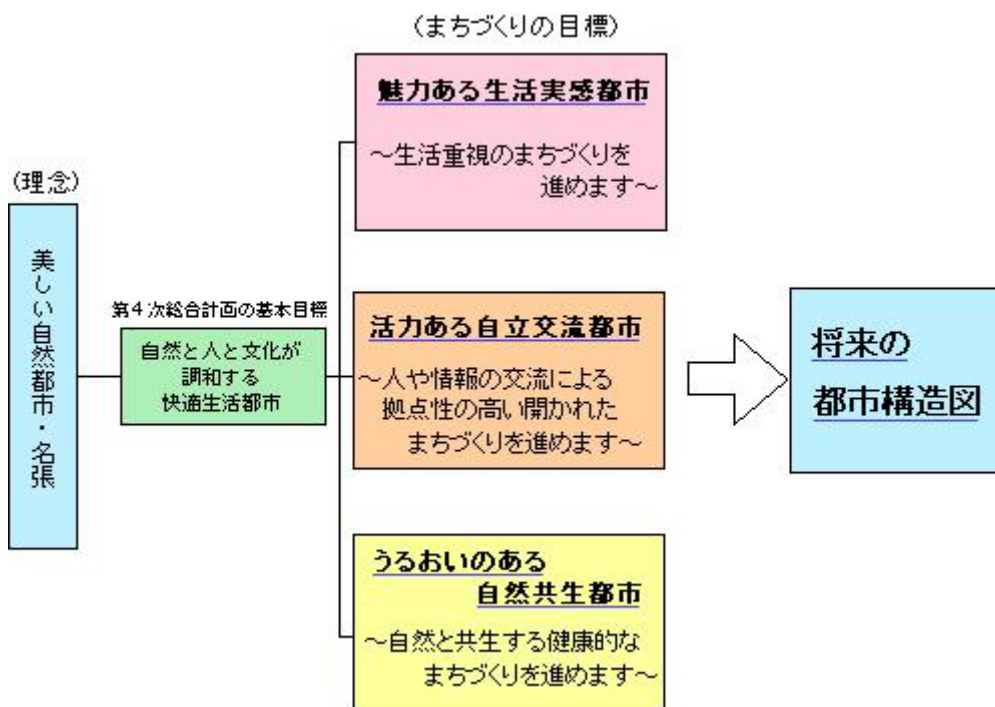 (理念)
美しい自然都市・名張
第4次総合計画の基本目標
自然と人と文化が
調和する
快適生活都市
(まちづくりの目標)
魅力ある生活実感都市
～生活重視のまちづくりを
進めます～
活力ある自立交流都市
～人や情報の交流による
拠点性の高い開かれた
まちづくりを進めます～
うるおいのある
自然共生都市
～自然と共生する健康的な
まちづくりを進めます～
将来の
都市構造図